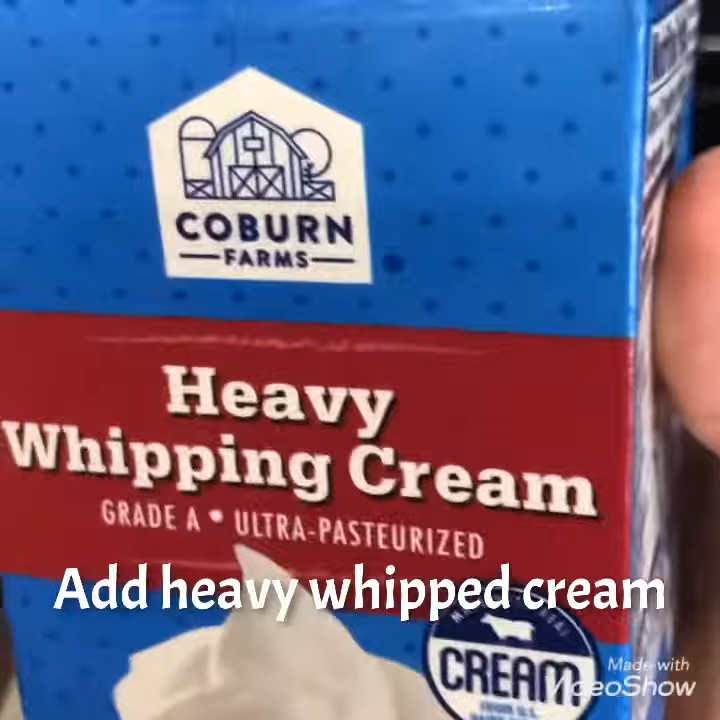 COBURN
FARMS
Heavy
Whipping Cream
GRADE A • ULTRA-PASTEURIZED
Add heavy whipped cream
CREAM
Made with
VideoShow